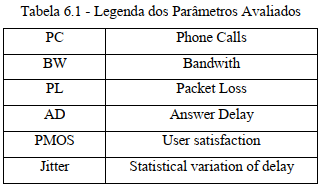 Tabela 6.1 - Legenda dos Parâmetros Avaliados
PC Phone Calls
BW Bandwith
PL Packet Loss
AD Answer Delay
PMOS User satisfaction
Jitter Statistical variation of delay